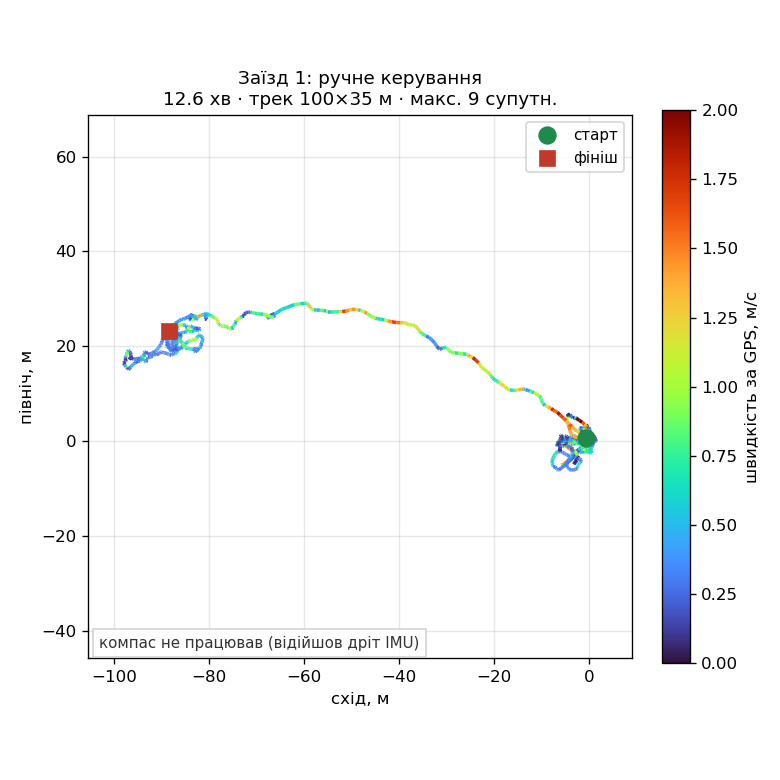 Заїзд 1: ручне керування
12.6 хв · трек 100×35 м · макс. 9 супутн.
старт
фініш
60
40
20
0
−20
−40
північ, м
компас не працював (відійшов дріт IMU)
−100
−80
−60
−40
−20
0
схід, м
2.00
1.75
1.50
1.25
1.00
0.75
0.50
0.25
0.00
швидкість за GPS, м/с